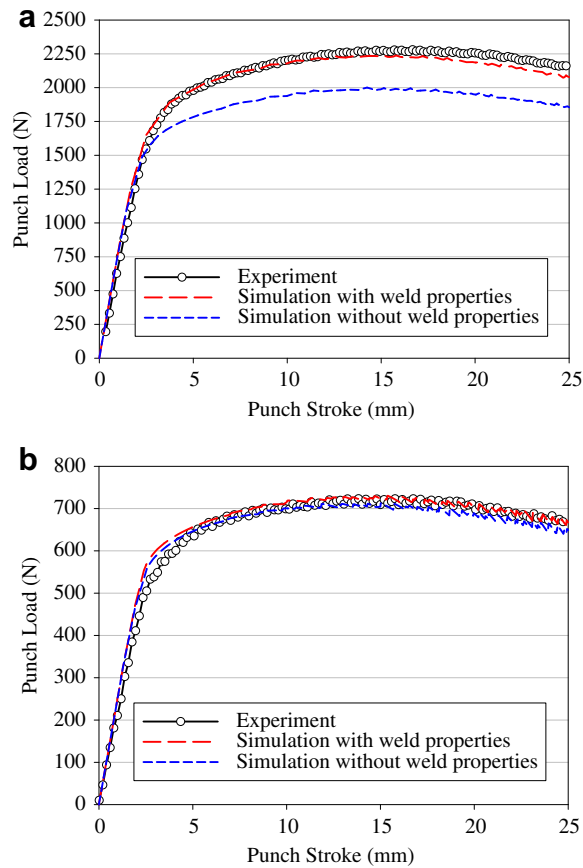 a
2500
2250
2000
1750
1500
1250
1000
750
500
250
0
Punch Load (N)
Experiment
Simulation with weld properties
Simulation without weld properties
0 5 10 15 20 25
Punch Stroke (mm)
b
800
700
600
500
400
300
200
100
0
Punch Load (N)
Experiment
Simulation with weld properties
Simulation without weld properties
0 5 10 15 20 25
Punch Stroke (mm)